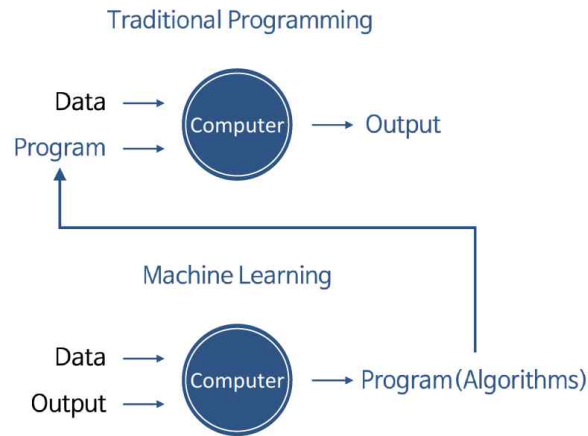 Traditional Programming
Data
Computer
Output
Program
Machine Learning
Data
Computer
Program(Algorithms)
Output